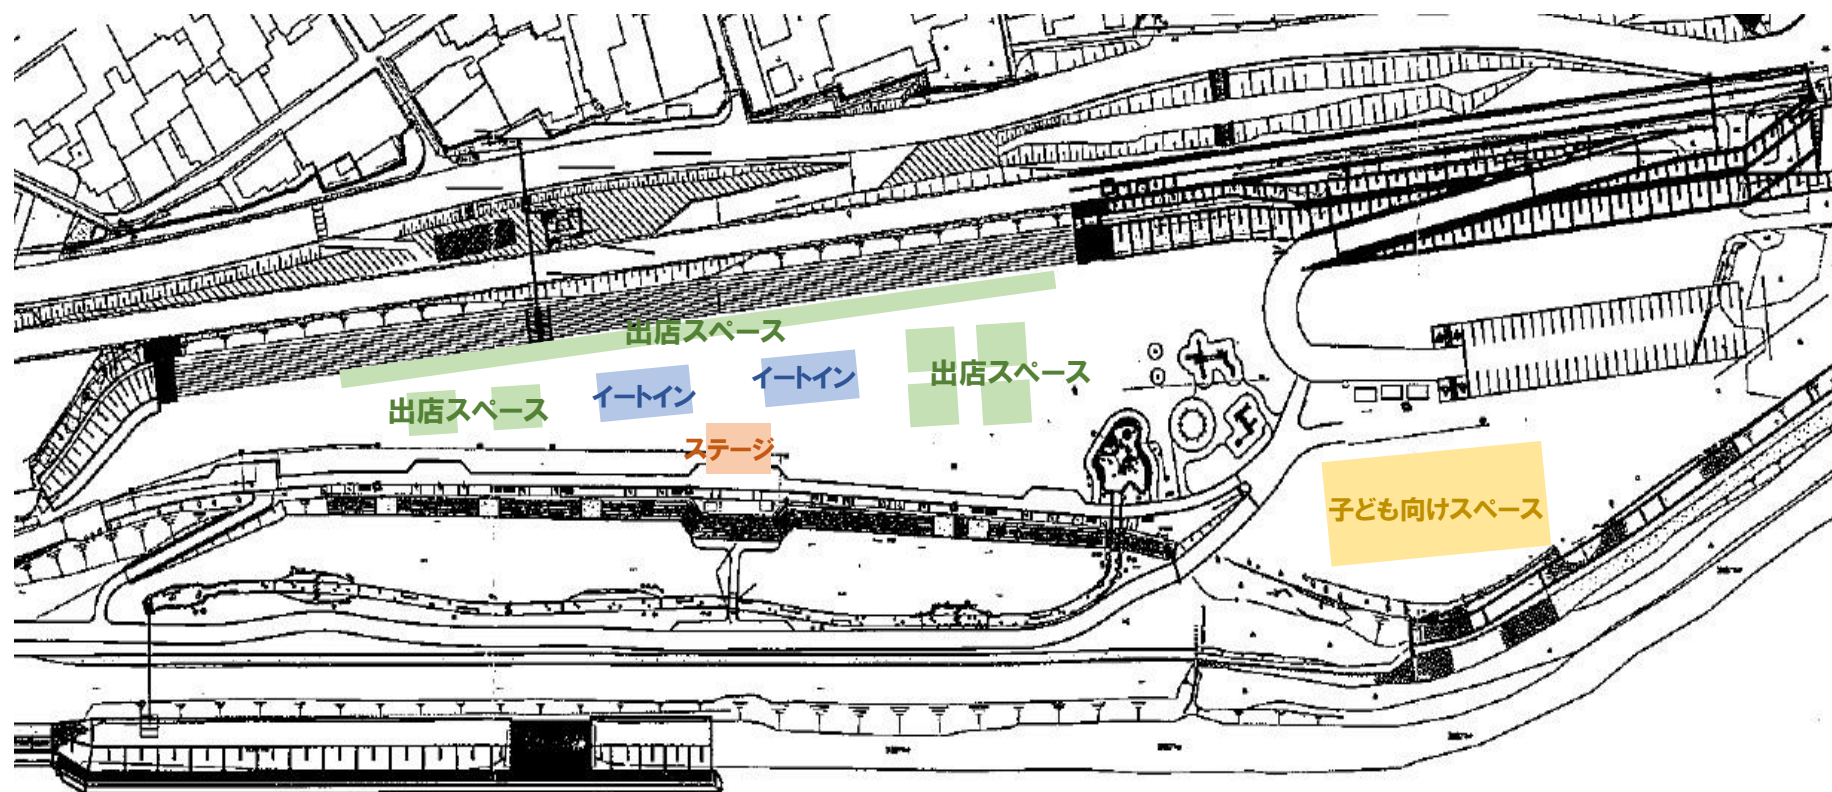 出店スペース
イートイン
出店スペース
イートイン
出店スペース
ステージ
子ども向けスペース